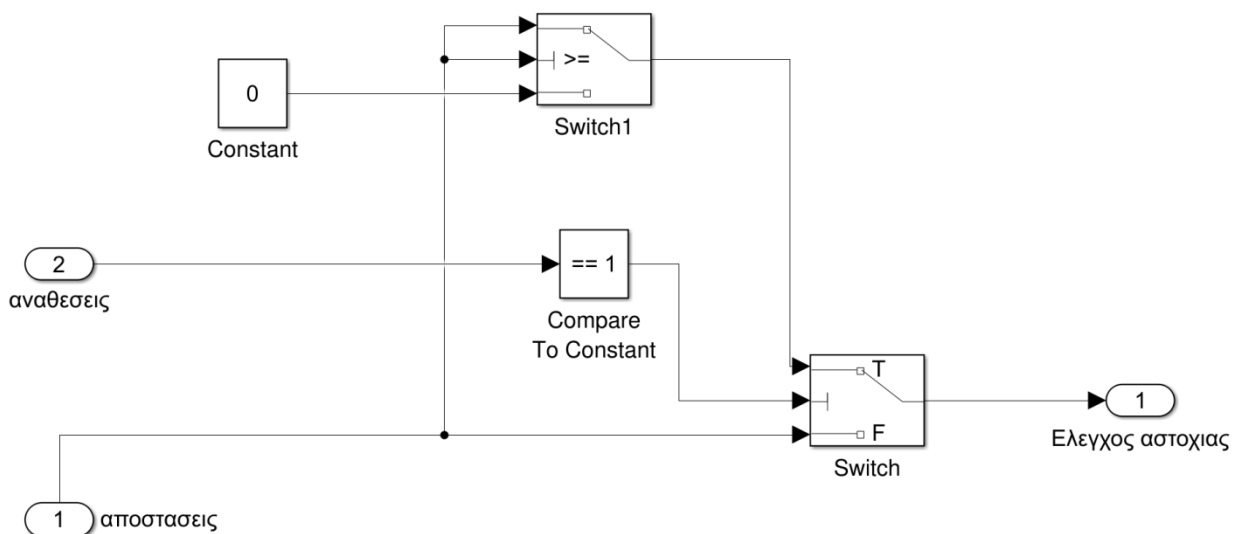 >=
0
Switch1
Constant
2
== 1
αναθεσεις
Compare
To Constant
T
1
F
Ελεγχος αστοχιας
Switch
1
αποστασεις